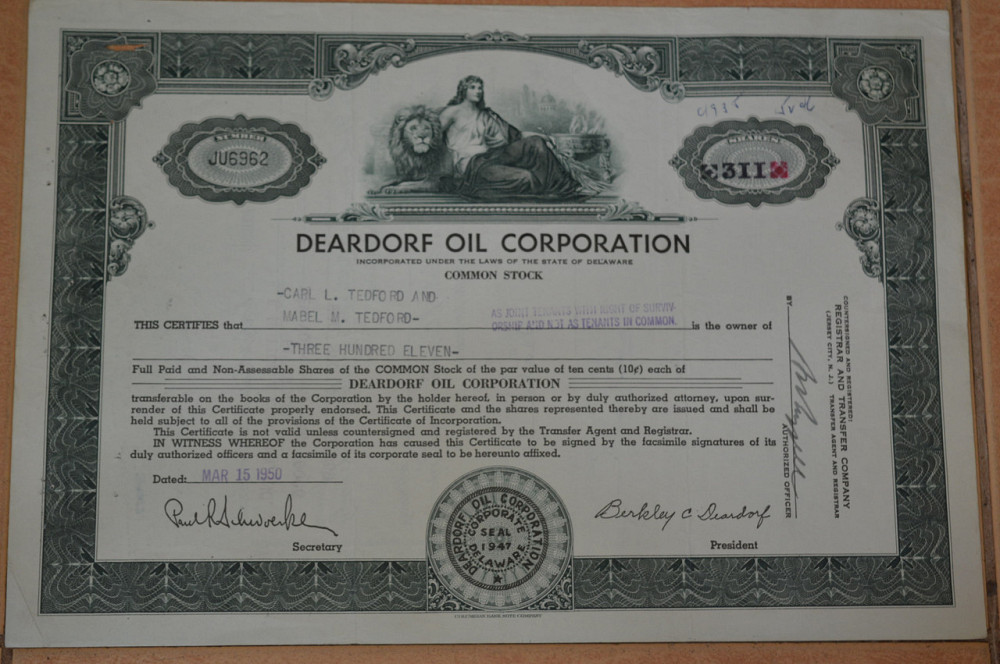 NUMBER
JU6962
SHARES
311
DEARDORF OIL CORPORATION
INCORPORATED UNDER THE LAWS OF THE STATE OF DELAWARE
COMMON STOCK
-CARL L. TEDFORD AND
MABEL M. TEDFORD-
AS JOINT TENANTS WITH RIGHT OF SURVIV-
ORSHIP AND NOT AS TENANTS IN COMMON.
THIS CERTIFIES that is the owner of
-THREE HUNDRED ELEVEN-
Full Paid and Non-Assessable Shares of the COMMON Stock of the par value of ten cents (10¢) each of
DEARDORF OIL CORPORATION
transferable on the books of the Corporation by the holder hereof, in person or by duly authorized attorney, upon sur-
render of this Certificate properly endorsed. This Certificate and the shares represented thereby are issued and shall be
held subject to all of the provisions of the Certificate of Incorporation.
This Certificate is not valid unless countersigned and registered by the Transfer Agent and Registrar.
IN WITNESS WHEREOF the Corporation has caused this Certificate to be signed by the facsimile signatures of its
duly authorized officers and a facsimile of its corporate seal to be hereunto affixed.
Dated: MAR 15 1950
Secretary
DEARDORF OIL CORPORATION
CORPORATE
SEAL
1947
DELAWARE
Berkley C Deardorf
President
COUNTERSIGNED AND REGISTERED:
REGISTRAR AND TRANSFER COMPANY
(JERSEY CITY, N. J.) TRANSFER AGENT AND REGISTRAR
BY
AUTHORIZED OFFICER